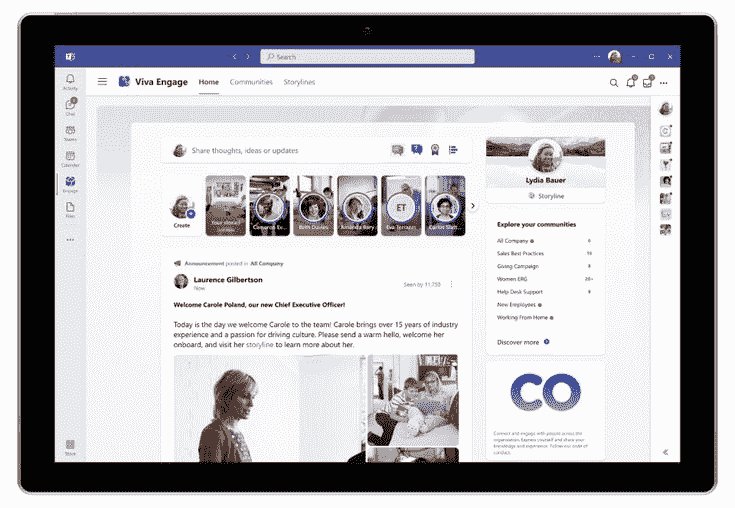 Search
Viva Engage
Home
Communities
Storylines
Activity
Chat
Teams
Calendar
Engage
Files
Store
Share thoughts, ideas or updates
Create
Your stories
Cameron Ev...
Beth Davies
Amanda Bary
ET
Eva Terrazas
Carlos Slatt...
Announcement posted in All Company
Laurence Gilbertson
Now
Seen by 11,750
Welcome Carole Poland, our new Chief Executive Officer!
Today is the day we welcome Carole to the team! Carole brings over 15 years of industry
experience and a passion for driving culture. Please send a warm hello, welcome her
onboard, and visit her storyline to learn more about her.
Lydia Bauer
Storyline
Explore your communities
All Company
Sales Best Practices
Giving Campaign
Women ERG
20+
Help Desk Support
New Employees
Working From Home
Discover more
CO
Connect and engage with people across the
organization. Express yourself and share your
knowledge and experience. Follow our code of
conduct.